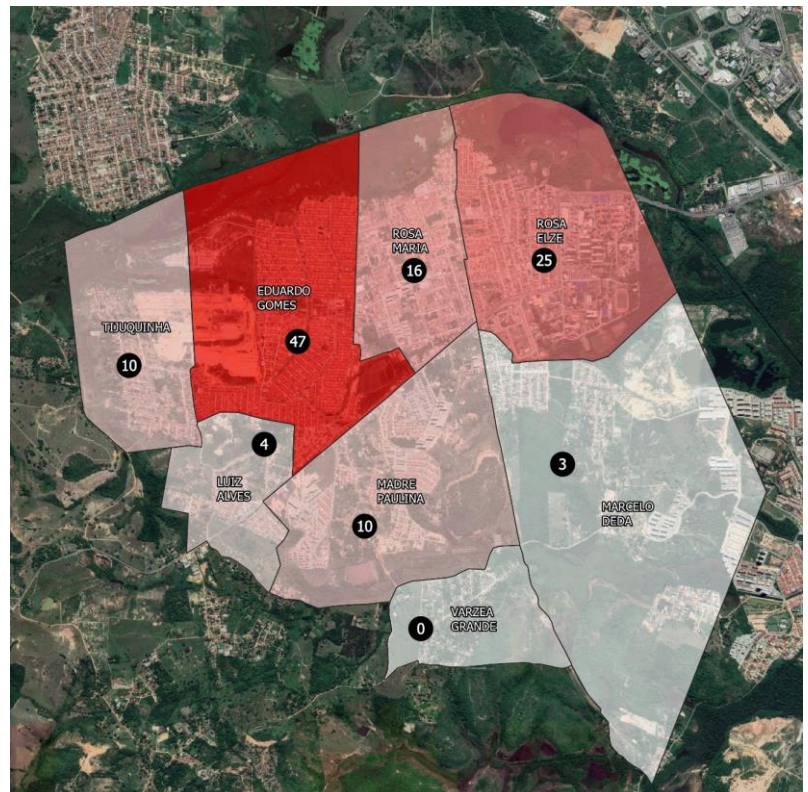 ROSA
ELZE
25
ROSA
MARIA
16
EDUARDO
GOMES
47
TIJUQUINHA
10
4
LUIZ
ALVES
MADRE
PAULINA
10
3
MARCELO
DEDA
VARZEA
GRANDE
0